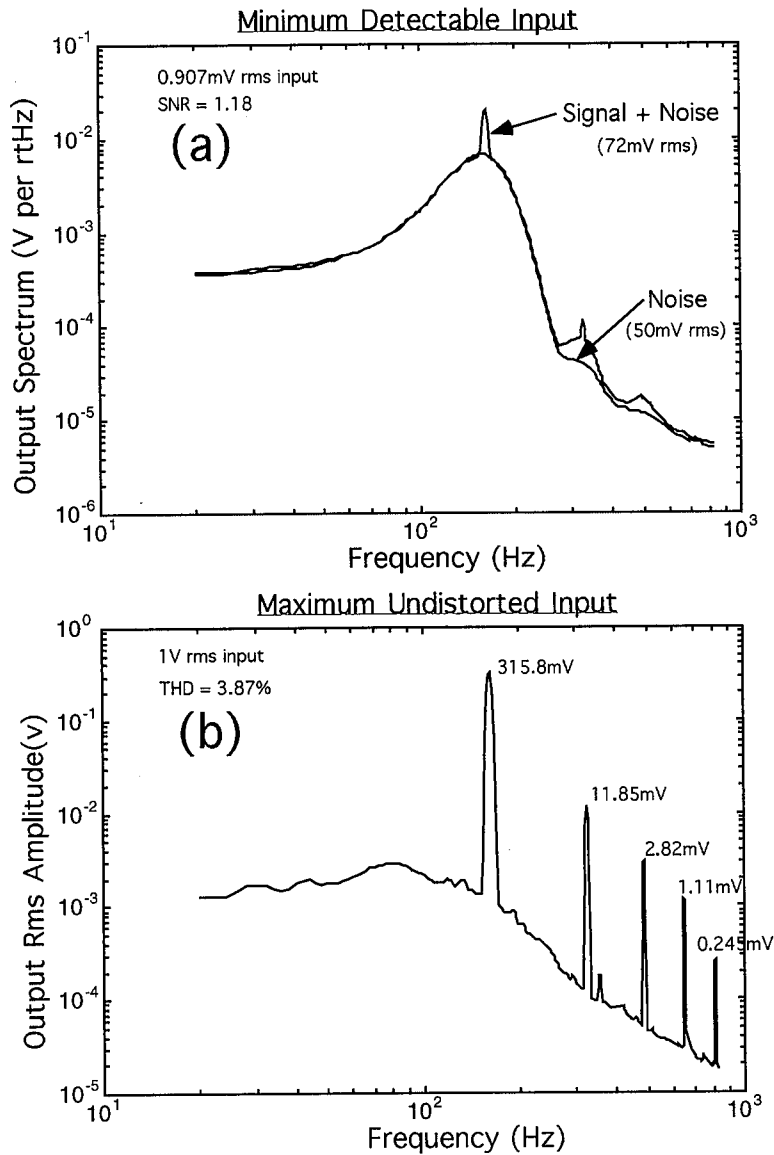 Minimum Detectable Input
10^-1
0.907mV rms input
SNR = 1.18
(a)
Signal + Noise
(72mV rms)
10^-2
10^-3
Noise
(50mV rms)
10^-4
10^-5
10^-6
Output Spectrum (V per rtHz)
10^1
10^2
10^3
Frequency (Hz)
Maximum Undistorted Input
10^0
1V rms input
THD = 3.87%
(b)
315.8mV
10^-1
11.85mV
10^-2
2.82mV
1.11mV
10^-3
0.245mV
10^-4
10^-5
Output Rms Amplitude(v)
10^1
10^2
10^3
Frequency (Hz)